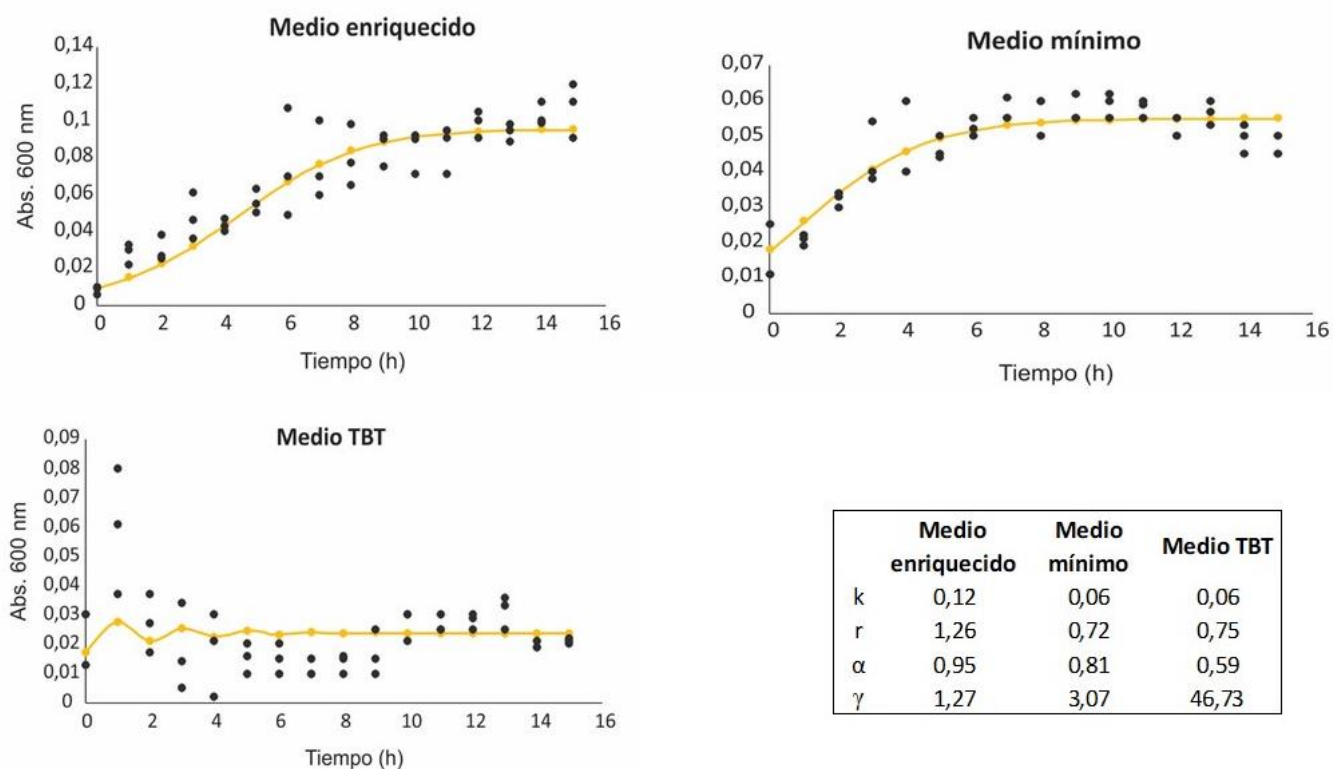 Medio enriquecido
0,14
0,12
0,1
0,08
0,06
0,04
0,02
0
Abs. 600 nm
0 2 4 6 8 10 12 14 16
Tiempo (h)
Medio mínimo
0,07
0,06
0,05
0,04
0,03
0,02
0,01
0
0 2 4 6 8 10 12 14 16
Tiempo (h)
Medio TBT
0,09
0,08
0,07
0,06
0,05
0,04
0,03
0,02
0,01
0
Abs. 600 nm
0 2 4 6 8 10 12 14 16
Tiempo (h)
Medio enriquecido Medio mínimo Medio TBT
k 0,12 0,06 0,06
r 1,26 0,72 0,75
α 0,95 0,81 0,59
γ 1,27 3,07 46,73